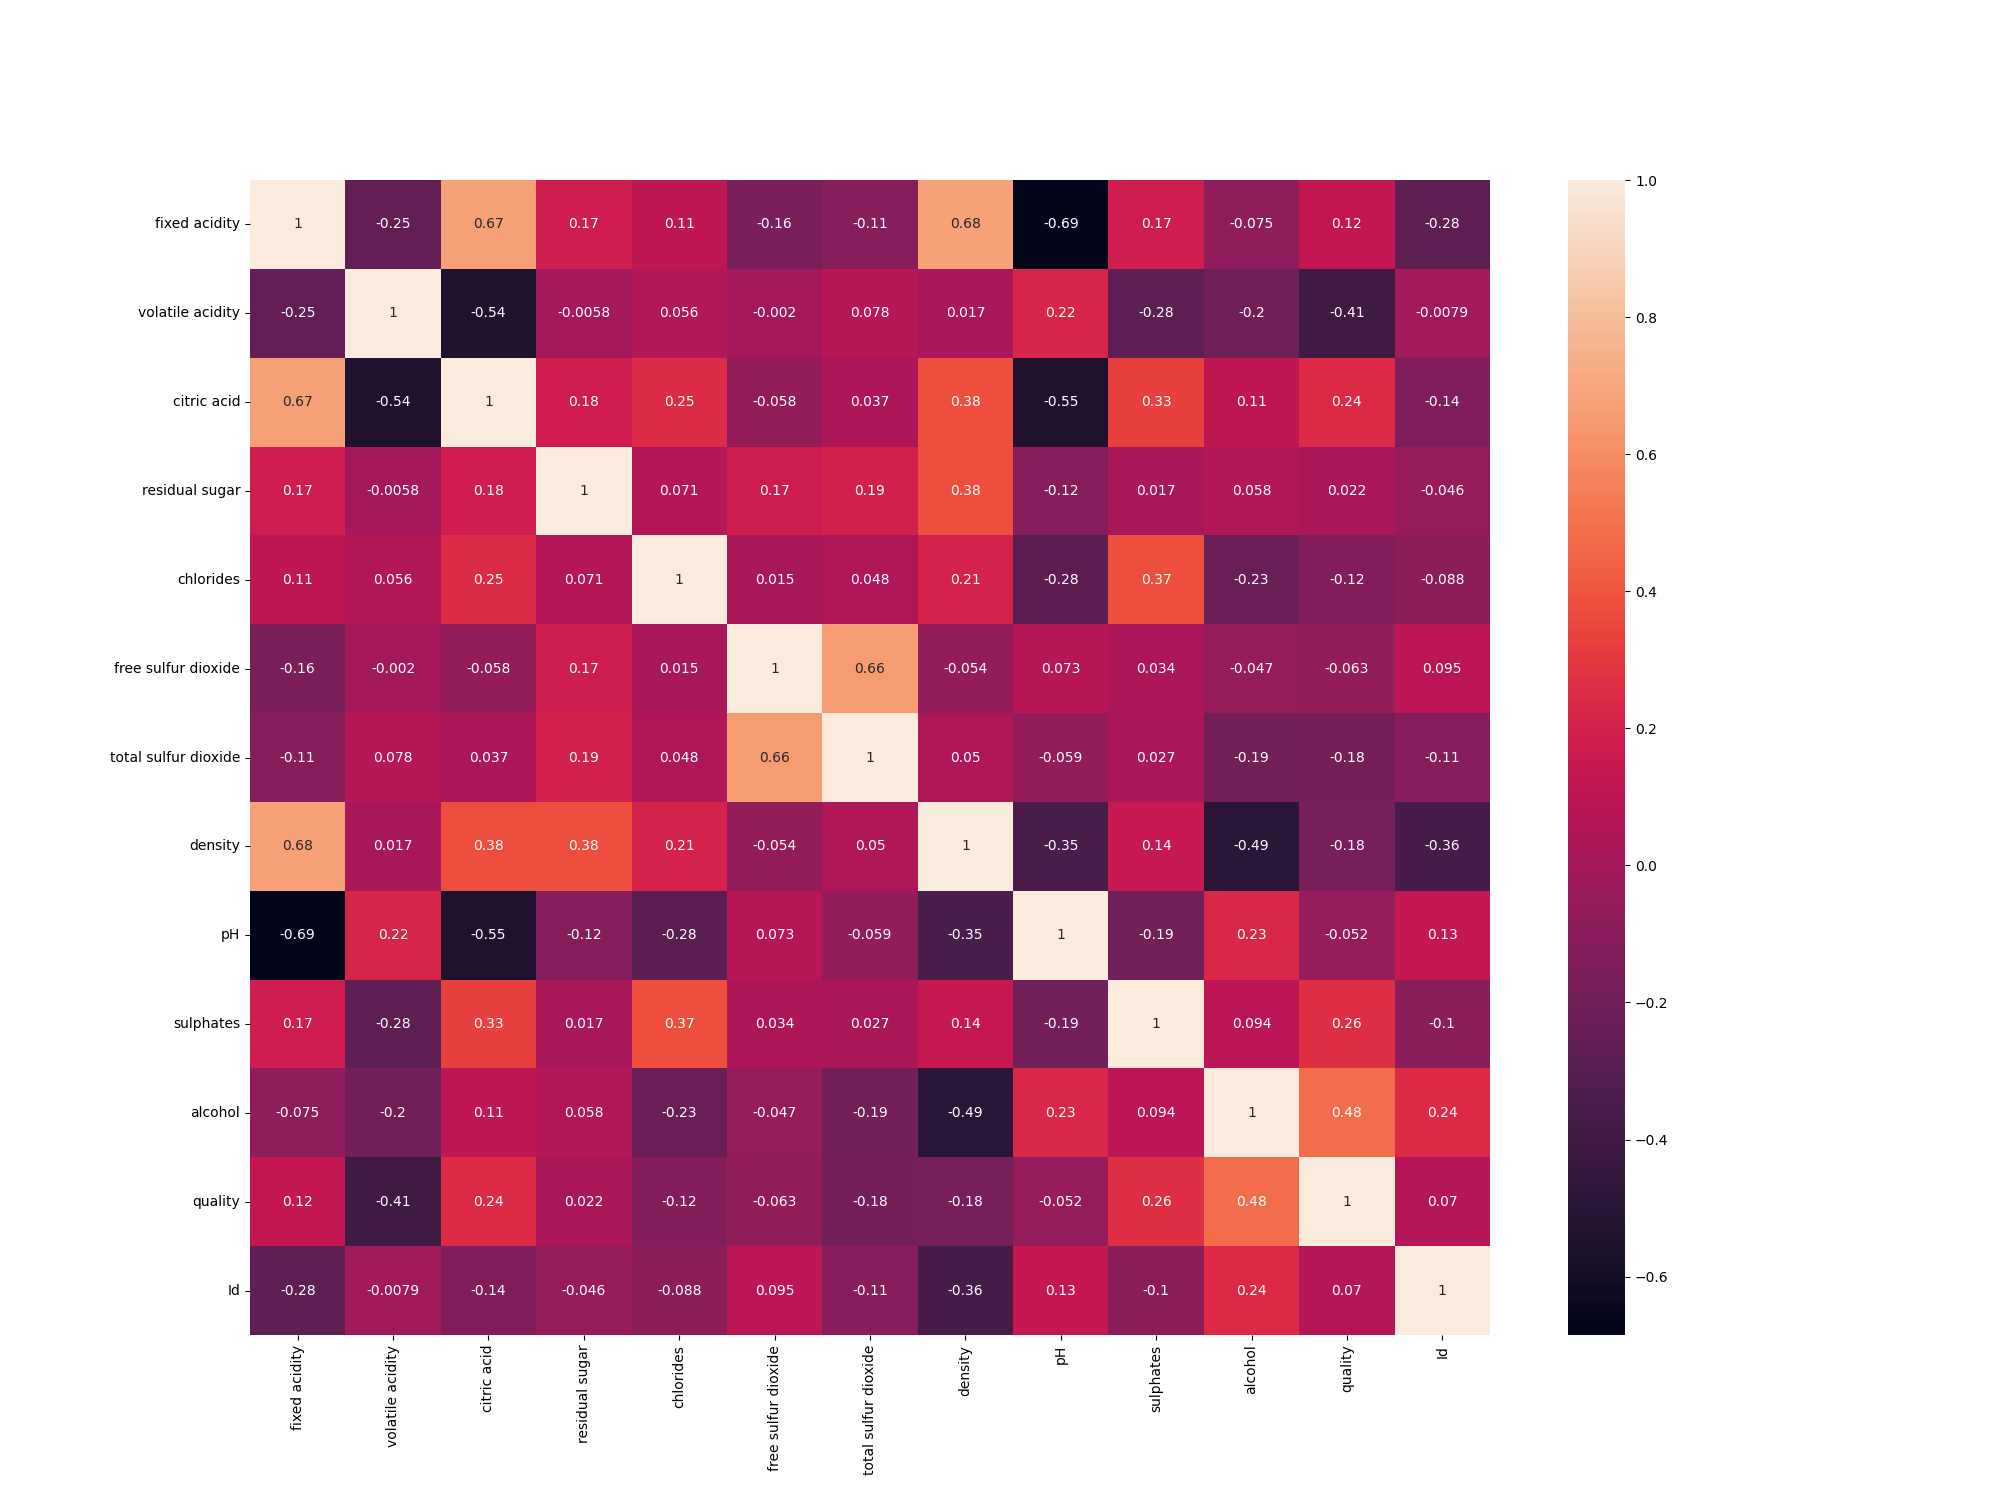 fixed acidity 1 -0.25 0.67 0.17 0.11 -0.16 -0.11 0.68 -0.69 0.17 -0.075 0.12 -0.28
volatile acidity -0.25 1 -0.54 -0.0058 0.056 -0.002 0.078 0.017 0.22 -0.28 -0.2 -0.41 -0.0079
citric acid 0.67 -0.54 1 0.18 0.25 -0.058 0.037 0.38 -0.55 0.33 0.11 0.24 -0.14
residual sugar 0.17 -0.0058 0.18 1 0.071 0.17 0.19 0.38 -0.12 0.017 0.058 0.022 -0.046
chlorides 0.11 0.056 0.25 0.071 1 0.015 0.048 0.21 -0.28 0.37 -0.23 -0.12 -0.088
free sulfur dioxide -0.16 -0.002 -0.058 0.17 0.015 1 0.66 -0.054 0.073 0.034 -0.047 -0.063 0.095
total sulfur dioxide -0.11 0.078 0.037 0.19 0.048 0.66 1 0.05 -0.059 0.027 -0.19 -0.18 -0.11
density 0.68 0.017 0.38 0.38 0.21 -0.054 0.05 1 -0.35 0.14 -0.49 -0.18 -0.36
pH -0.69 0.22 -0.55 -0.12 -0.28 0.073 -0.059 -0.35 1 -0.19 0.23 -0.052 0.13
sulphates 0.17 -0.28 0.33 0.017 0.37 0.034 0.027 0.14 -0.19 1 0.094 0.26 -0.1
alcohol -0.075 -0.2 0.11 0.058 -0.23 -0.047 -0.19 -0.49 0.23 0.094 1 0.48 0.24
quality 0.12 -0.41 0.24 0.022 -0.12 -0.063 -0.18 -0.18 -0.052 0.26 0.48 1 0.07
Id -0.28 -0.0079 -0.14 -0.046 -0.088 0.095 -0.11 -0.36 0.13 -0.1 0.24 0.07 1
fixed acidity
volatile acidity
citric acid
residual sugar
chlorides
free sulfur dioxide
total sulfur dioxide
density
pH
sulphates
alcohol
quality
Id
1.0
0.8
0.6
0.4
0.2
0.0
−0.2
−0.4
−0.6